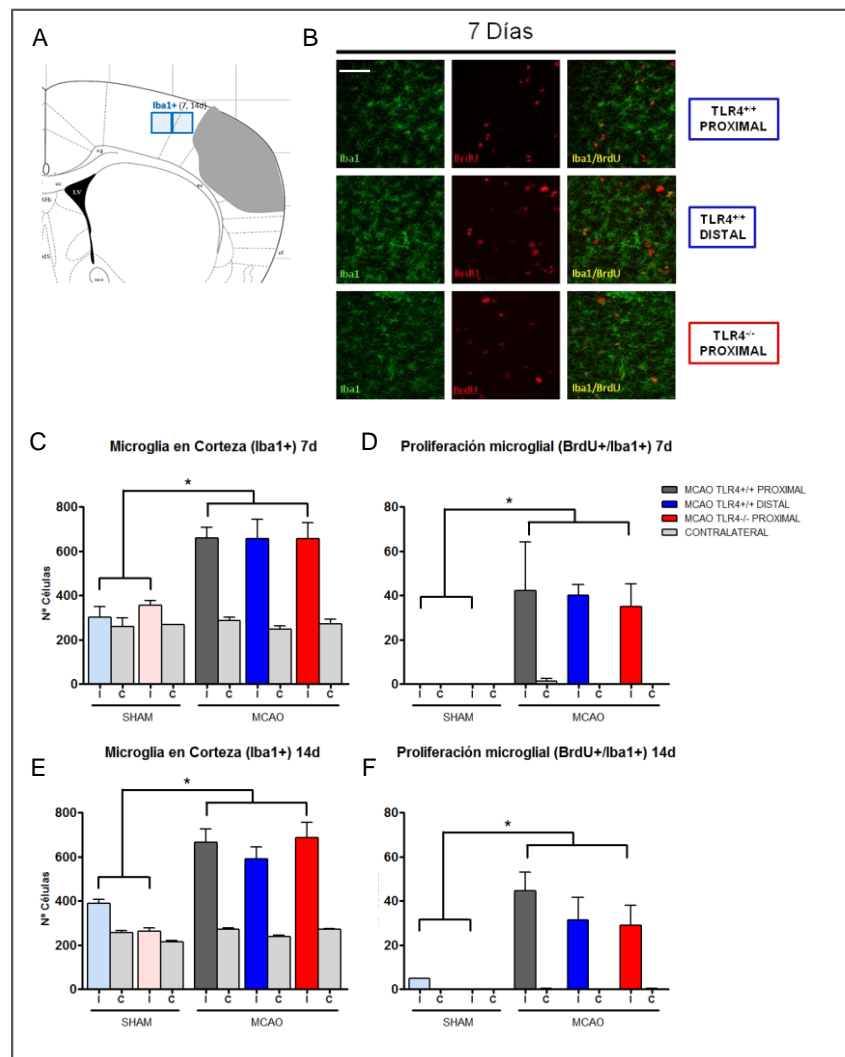 A
B
7 Días
Iba1+ (7, 14d)
LV
Iba1
BrdU
Iba1/BrdU
TLR4+/+
PROXIMAL
Iba1
BrdU
Iba1/BrdU
TLR4+/+
DISTAL
Iba1
BrdU
Iba1/BrdU
TLR4-/-
PROXIMAL
C
Microglia en Corteza (Iba1+) 7d
*
Nº Células
800
600
400
200
0
I C I C I C I C I C
SHAM MCAO
D
Proliferación microglial (BrdU+/Iba1+) 7d
*
80
60
40
20
0
I C I C I C I C I C
SHAM MCAO
MCAO TLR4+/+ PROXIMAL
MCAO TLR4+/+ DISTAL
MCAO TLR4-/- PROXIMAL
CONTRALATERAL
E
Microglia en Corteza (Iba1+) 14d
*
Nº Células
800
600
400
200
0
I C I C I C I C I C
SHAM MCAO
F
Proliferación microglial (BrdU+/Iba1+) 14d
*
80
60
40
20
0
I C I C I C I C I C
SHAM MCAO